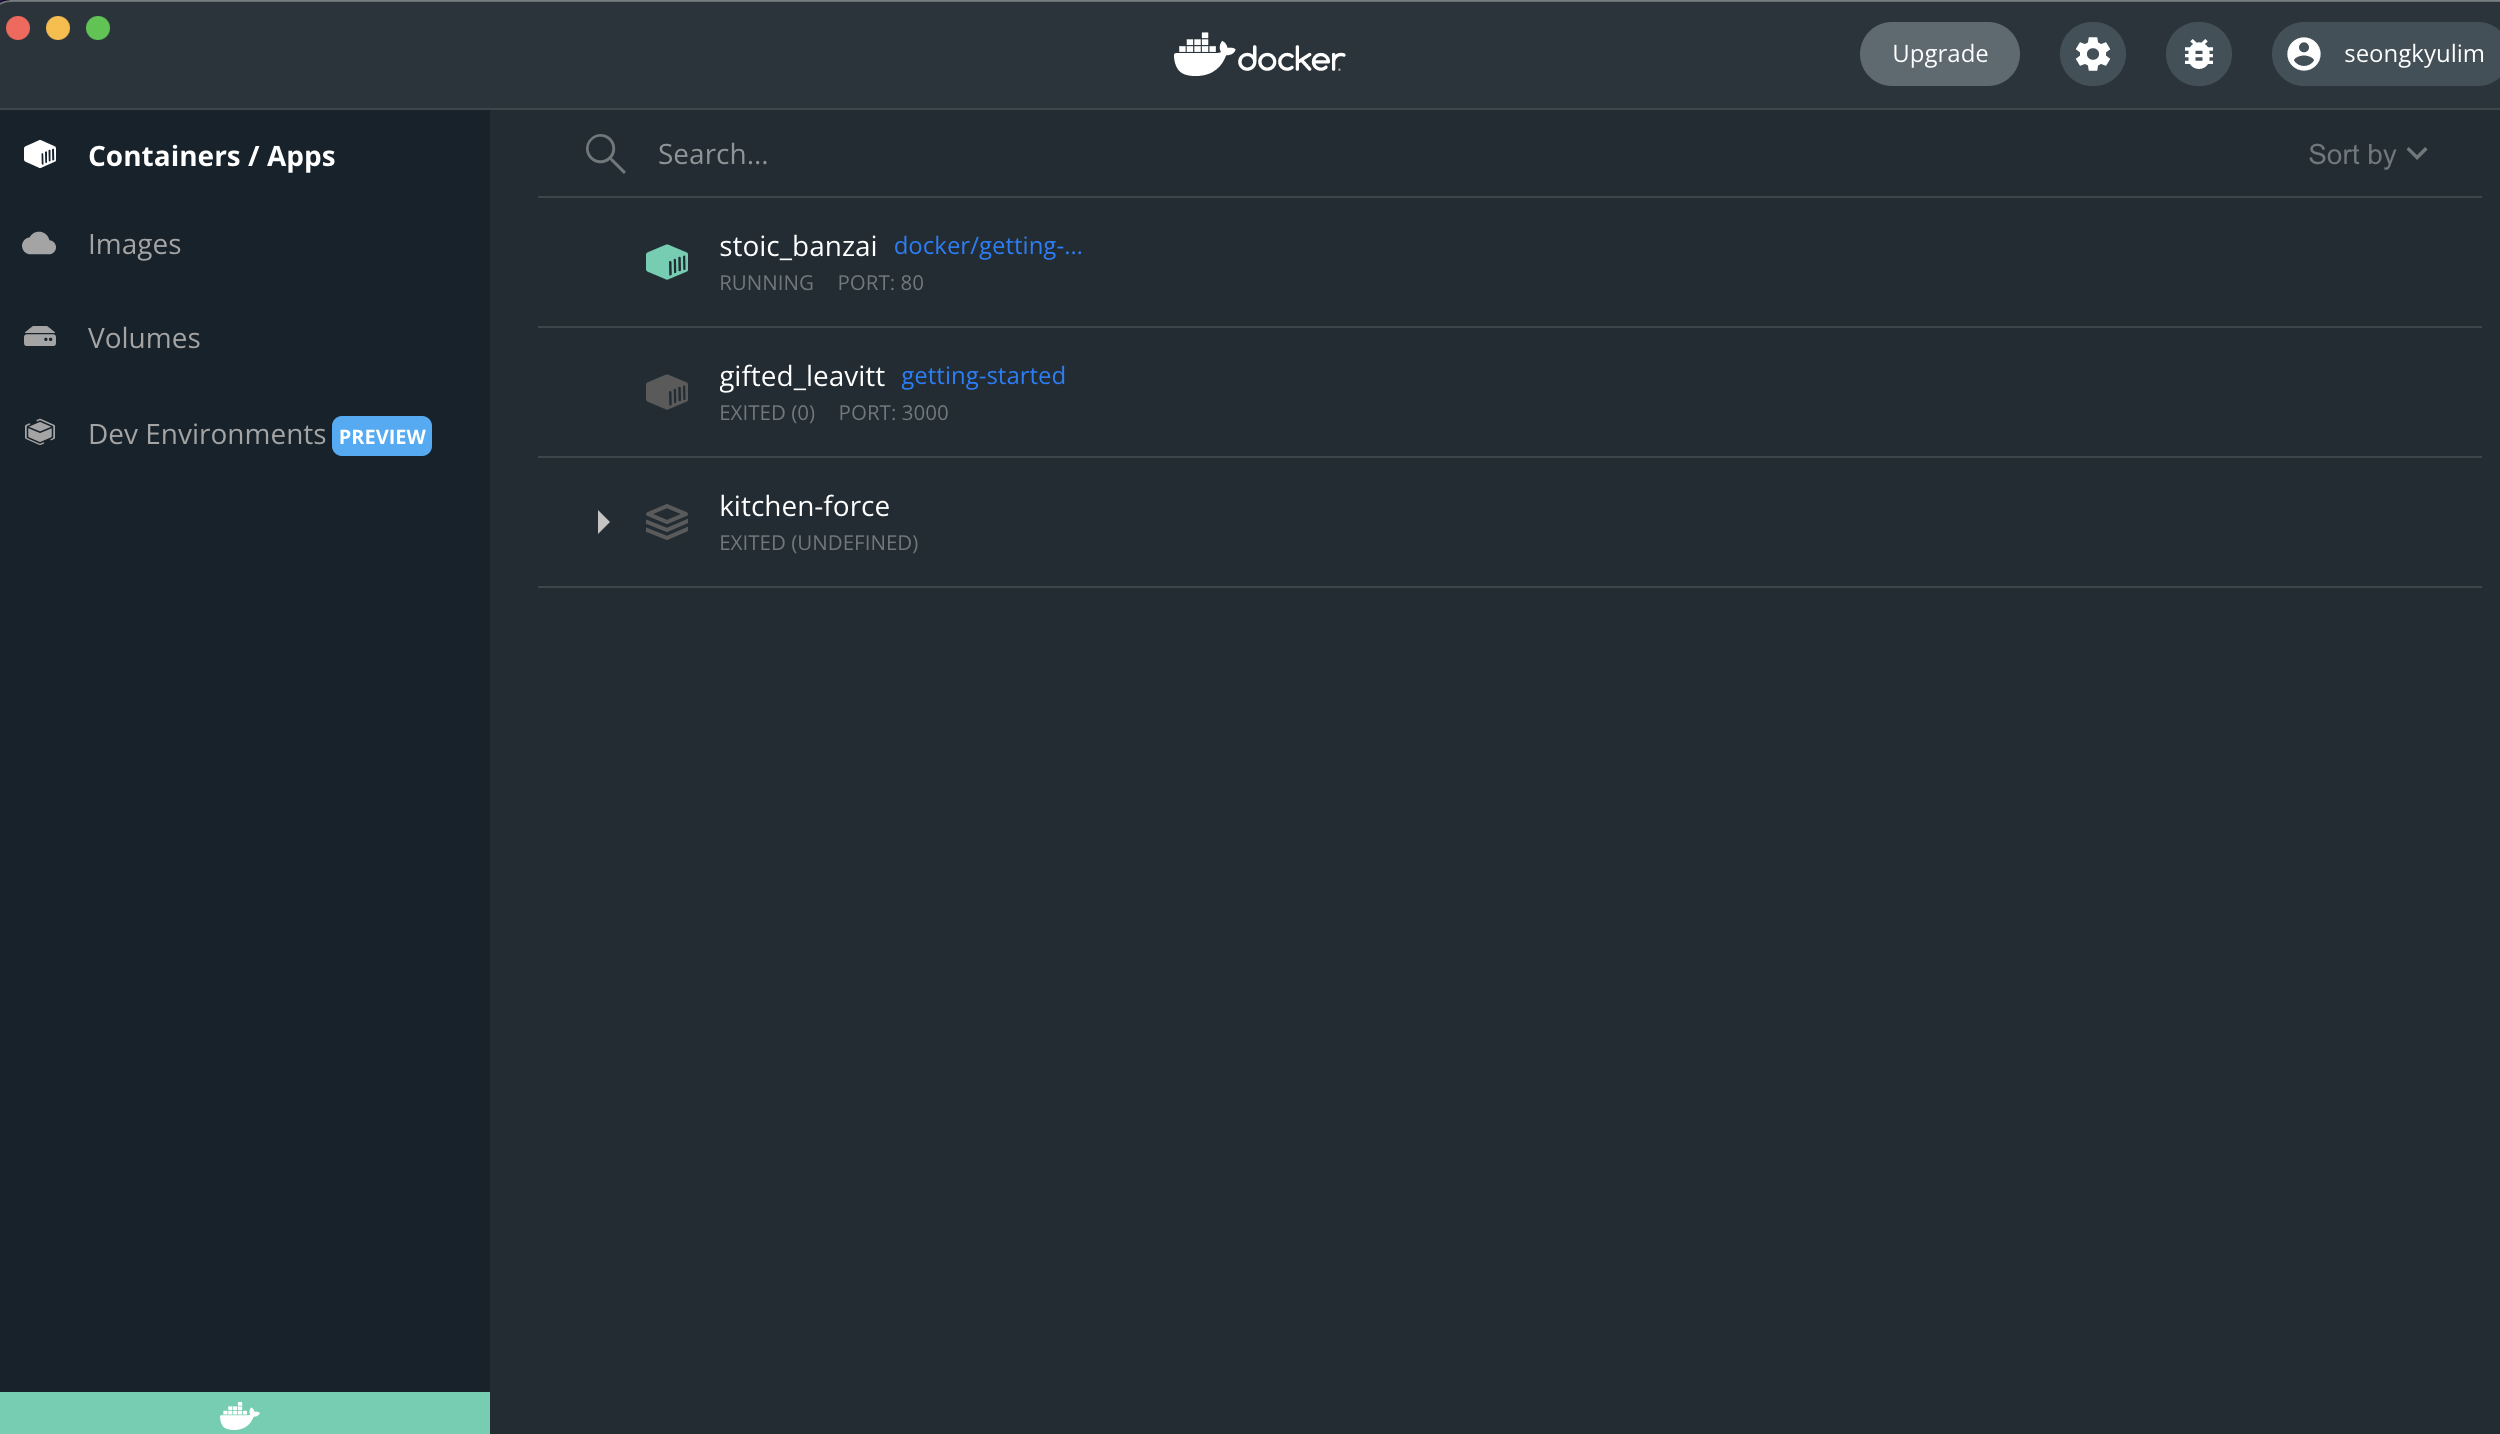 docker
Upgrade
seongkyulim
Containers / Apps
Images
Volumes
Dev Environments PREVIEW
Search...
Sort by
stoic_banzai docker/getting-...
RUNNING PORT: 80
gifted_leavitt getting-started
EXITED (0) PORT: 3000
kitchen-force
EXITED (UNDEFINED)